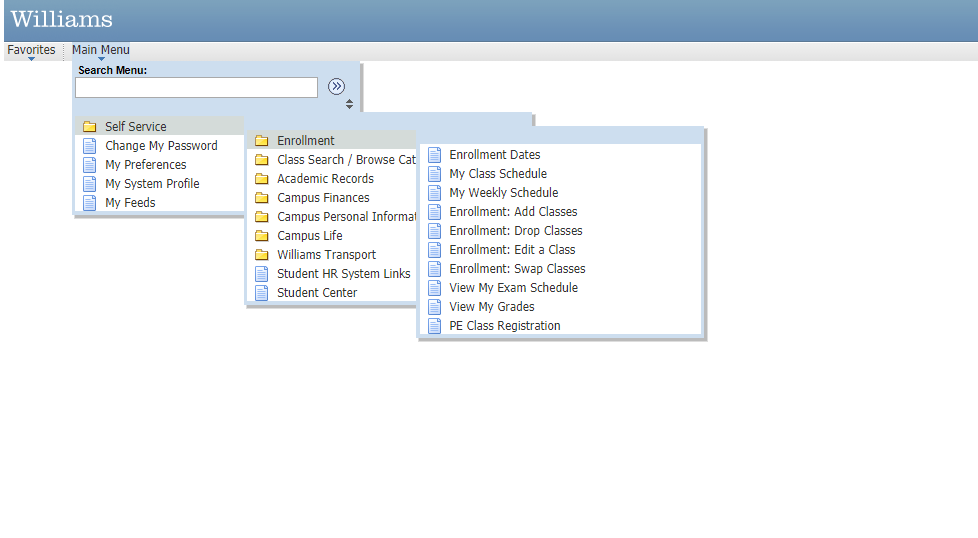 Williams
Favorites
Main Menu
Search Menu:
Self Service
Change My Password
My Preferences
My System Profile
My Feeds
Enrollment
Class Search / Browse Cat
Academic Records
Campus Finances
Campus Personal Informat
Campus Life
Williams Transport
Student HR System Links
Student Center
Enrollment Dates
My Class Schedule
My Weekly Schedule
Enrollment: Add Classes
Enrollment: Drop Classes
Enrollment: Edit a Class
Enrollment: Swap Classes
View My Exam Schedule
View My Grades
PE Class Registration